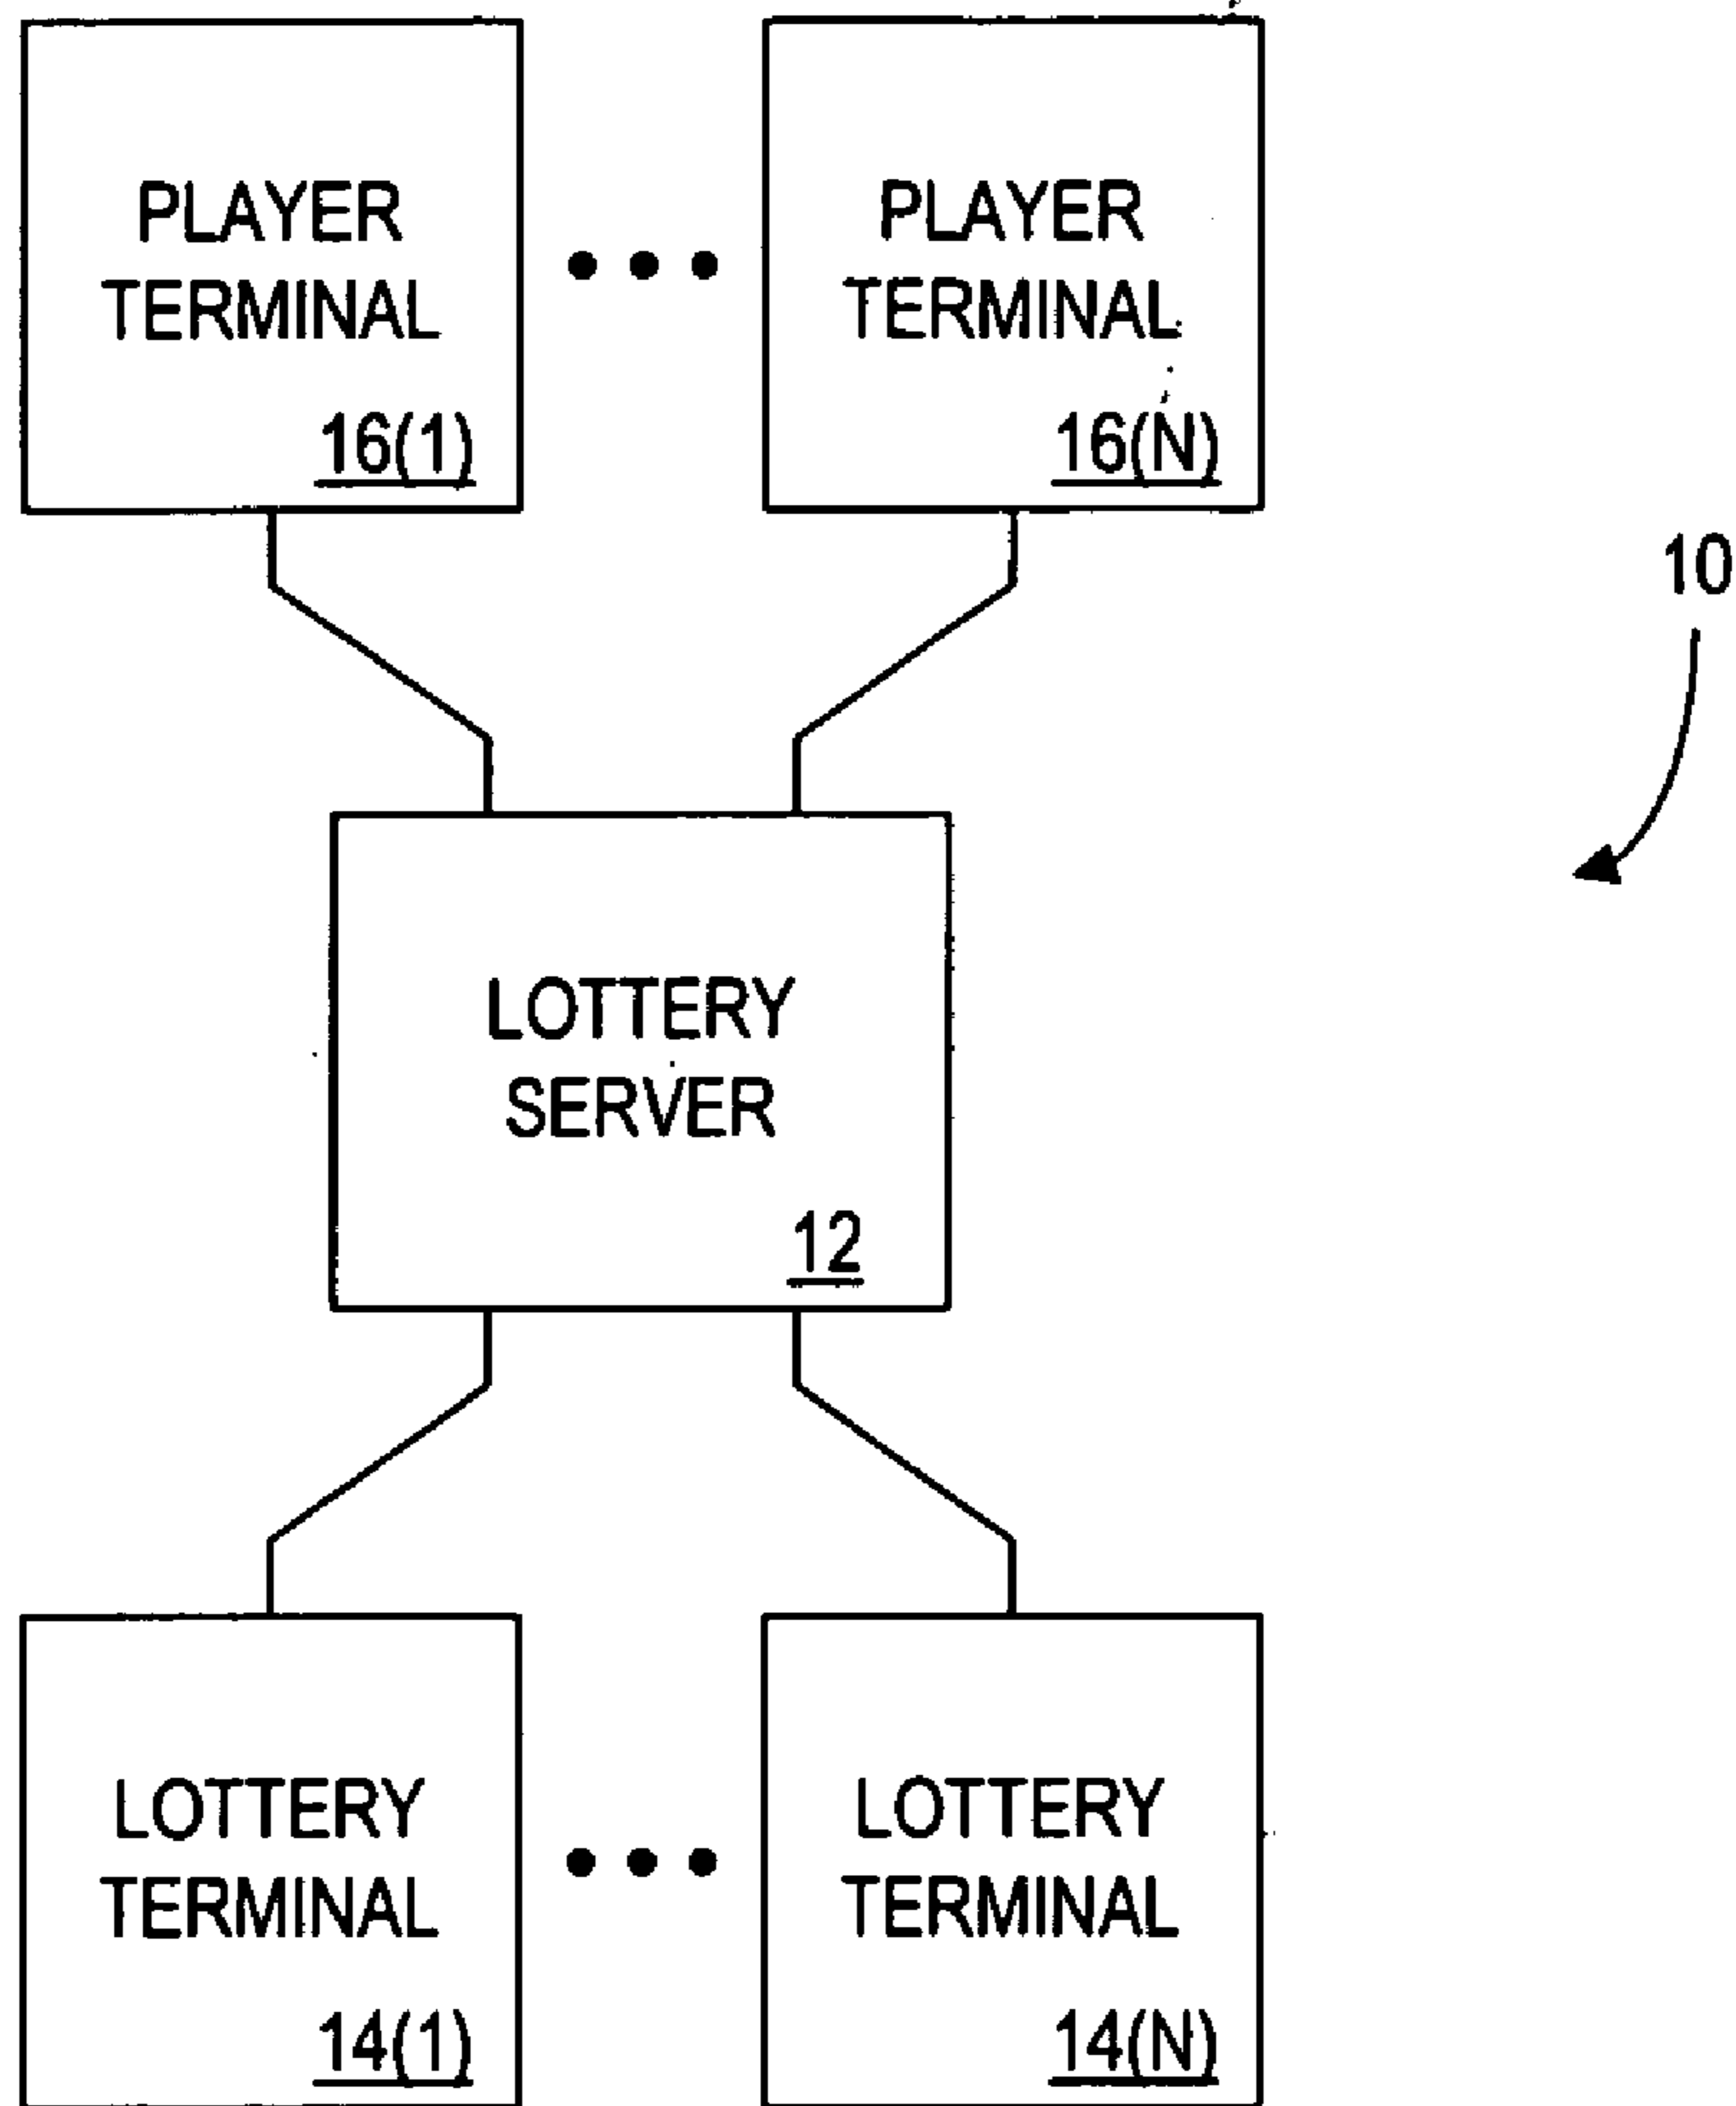 PLAYER
TERMINAL
16(1)
PLAYER
TERMINAL
16(N)
10
LOTTERY
SERVER
12
LOTTERY
TERMINAL
14(1)
LOTTERY
TERMINAL
14(N)